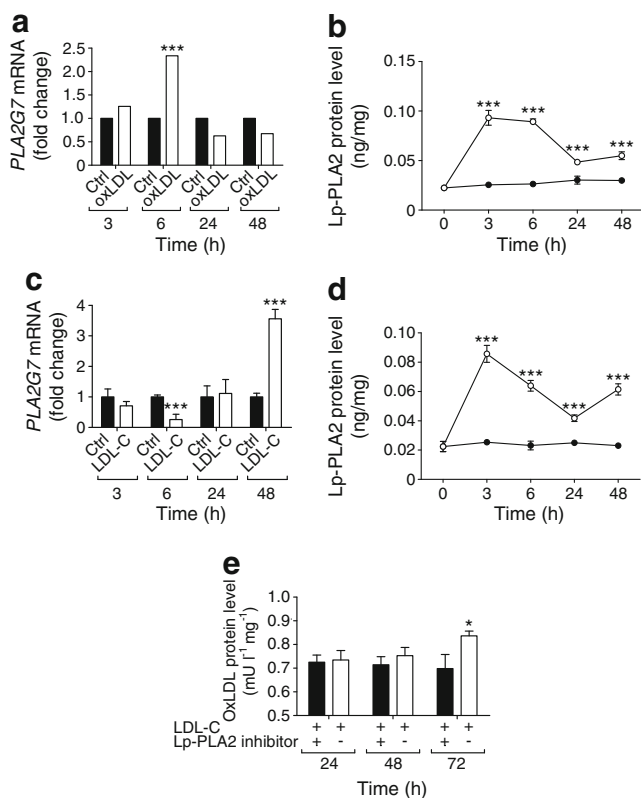 a
PLA2G7 mRNA
(fold change)
2.5
2.0
1.5
1.0
0.5
0
***
Ctrl
oxLDL
Ctrl
oxLDL
Ctrl
oxLDL
Ctrl
oxLDL
3
6
24
48
Time (h)
b
Lp-PLA2 protein level
(ng/mg)
0.15
0.10
0.05
0
***
***
***
***
0
3
6
24
48
Time (h)
c
PLA2G7 mRNA
(fold change)
4
3
2
1
0
***
***
Ctrl
LDL-C
Ctrl
LDL-C
Ctrl
LDL-C
Ctrl
LDL-C
3
6
24
48
Time (h)
d
Lp-PLA2 protein level
(ng/mg)
0.10
0.08
0.06
0.04
0.02
0
***
***
***
***
0
3
6
24
48
Time (h)
e
OxLDL protein level
(mU l⁻¹ mg⁻¹)
1.0
0.9
0.8
0.7
0.6
0.5
*
LDL-C + + + + + +
Lp-PLA2 inhibitor + - + - + -
24
48
72
Time (h)